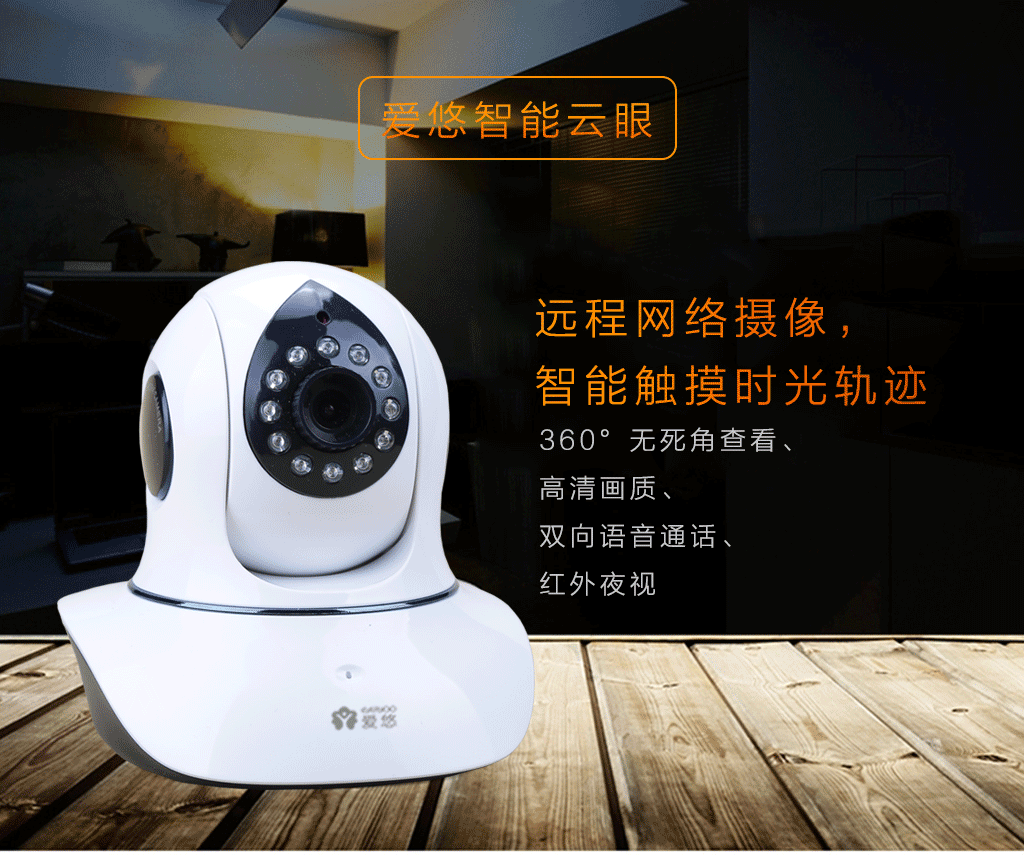 爱悠智能云眼
远程网络摄像，
智能触摸时光轨迹
360°无死角查看、
高清画质、
双向语音通话、
红外夜视
爱悠